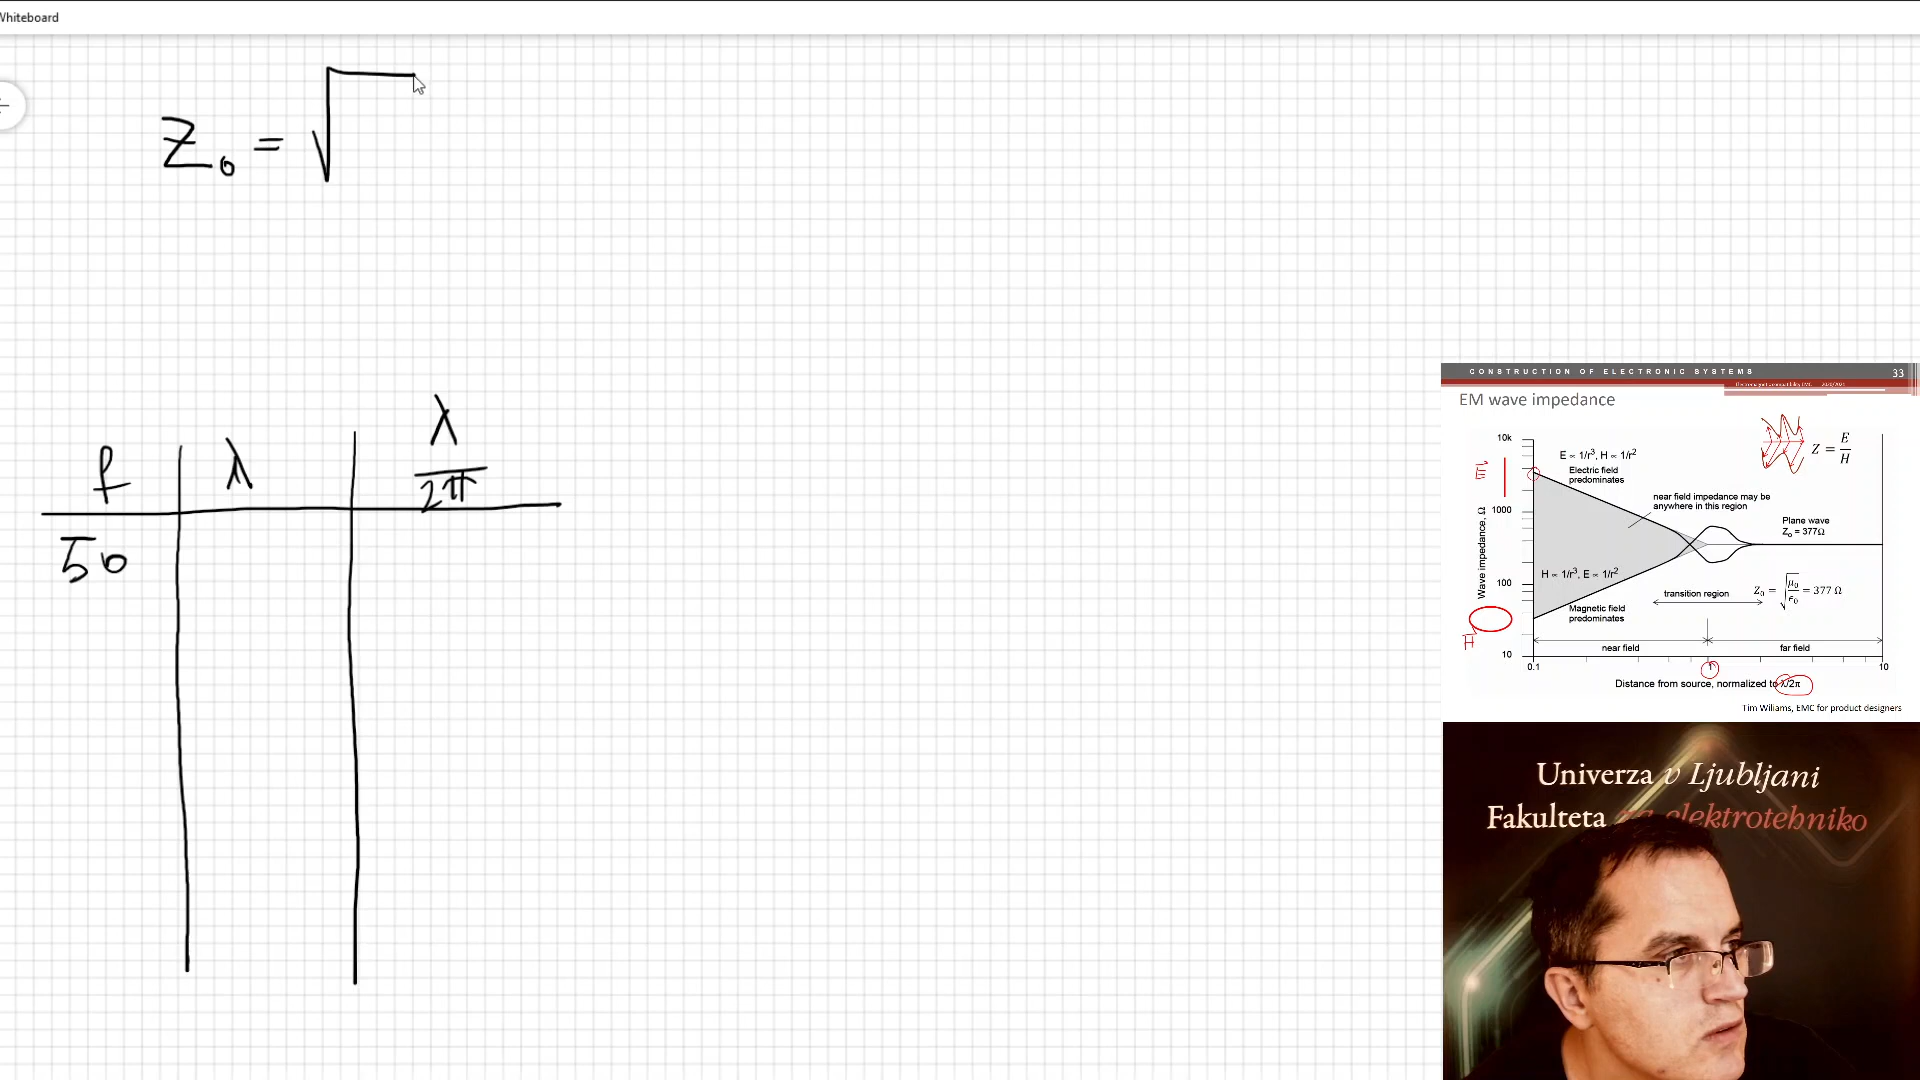 Whiteboard
Z₀ = √
f λ λ/2π
50
CONSTRUCTION OF ELECTRONIC SYSTEMS 33
EM wave impedance
10k
E ∝ 1/r³, H ∝ 1/r²
Electric field
predominates
Z = E/H
E
near field impedance may be
anywhere in this region
1000
Plane wave
Z₀ = 377Ω
Wave impedance, Ω
H ∝ 1/r³, E ∝ 1/r²
100
transition region
Z₀ = √μ₀/ϵ₀ = 377 Ω
Magnetic field
predominates
H
near field far field
10
0.1 1 10
Distance from source, normalized to λ/2π
Tim Wiliams, EMC for product designers
Univerza v Ljubljani
Fakulteta za elektrotehniko